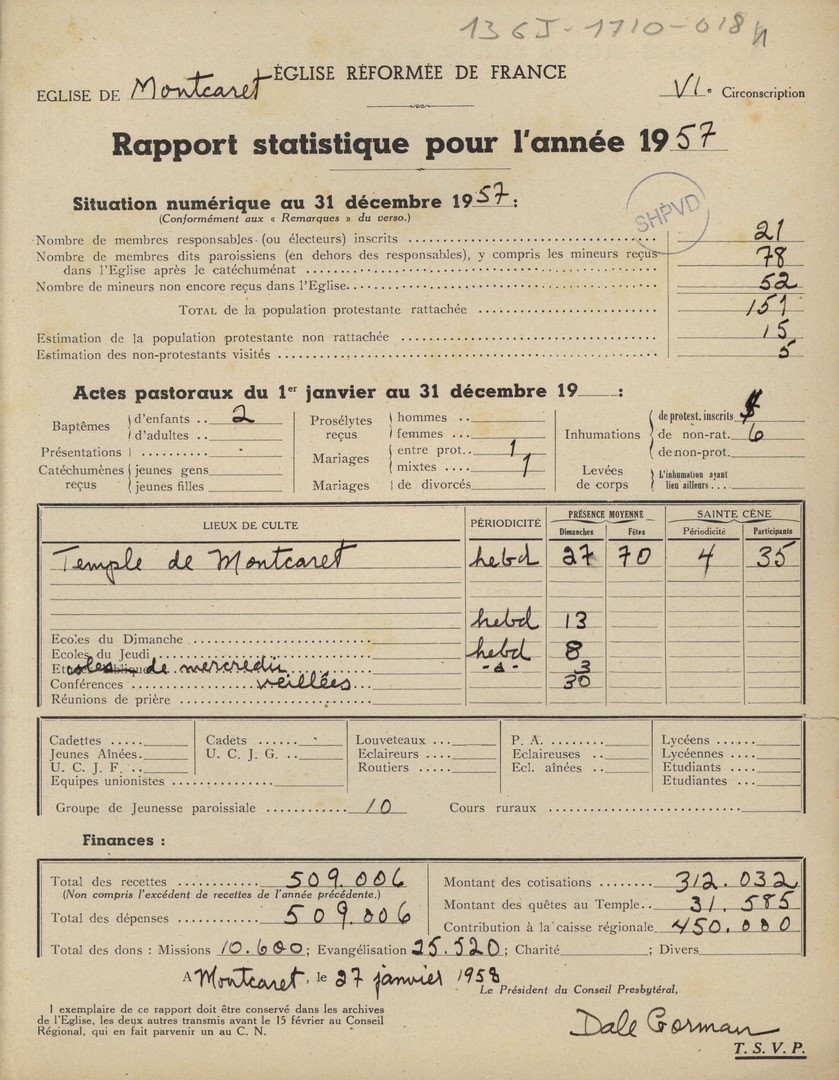 13 6J-1710-018
ÉGLISE RÉFORMÉE DE FRANCE
EGLISE DE Montcaret VIe Circonscription
Rapport statistique pour l'année 1957
Situation numérique au 31 décembre 1957 :
(Conformément aux « Remarques » du verso.)
SHPVD
Nombre de membres responsables (ou électeurs) inscrits 21
Nombre de membres dits paroissiens (en dehors des responsables), y compris les mineurs reçus
dans l'Eglise après le catéchuménat 78
Nombre de mineurs non encore reçus dans l'Eglise 52
TOTAL de la population protestante rattachée 151
Estimation de la population protestante non rattachée 15
Estimation des non-protestants visités 5
Actes pastoraux du 1er janvier au 31 décembre 19 :
Baptêmes d'enfants 2
d'adultes
Présentations
Catéchumènes reçus jeunes gens
jeunes filles
Prosélytes reçus hommes
femmes
Mariages entre prot. 1
mixtes 1
Mariages de divorcés
Inhumations de protest. inscrits
de non-rat. 6
de non-prot.
Levées de corps L'inhumation ayant
lieu ailleurs
LIEUX DE CULTE PÉRIODICITÉ PRÉSENCE MOYENNE SAINTE CÈNE
Dimanches Fêtes Périodicité Participants
Temple de Montcaret hebd 27 70 4 35
Ecoles du Dimanche hebd 13
Ecoles du Jeudi hebd 8
de mercredi -d- 3
Conférences veillées 30
Réunions de prière
Cadettes
Jeunes Aînées
U. C. J. F.
Cadets
U. C. J. G.
Louveteaux
Eclaireurs
Routiers
P. A.
Eclaireuses
Ecl. aînées
Lycéens
Lycéennes
Etudiants
Etudiantes
Equipes unionistes
Groupe de Jeunesse paroissiale 10 Cours ruraux
Finances :
Total des recettes 509.006
(Non compris l'excédent de recettes de l'année précédente.)
Total des dépenses 509.006
Montant des cotisations 312.032
Montant des quêtes au Temple 31.585
Contribution à la caisse régionale 450.000
Total des dons : Missions 10.600 ; Evangélisation 25.520 ; Charité ; Divers
A Montcaret, le 27 janvier 1958
Le Président du Conseil Presbytéral,
1 exemplaire de ce rapport doit être conservé dans les archives
de l'Eglise, les deux autres transmis avant le 15 février au Conseil
Régional, qui en fait parvenir un au C. N.
Dale Gorman
T. S. V. P.